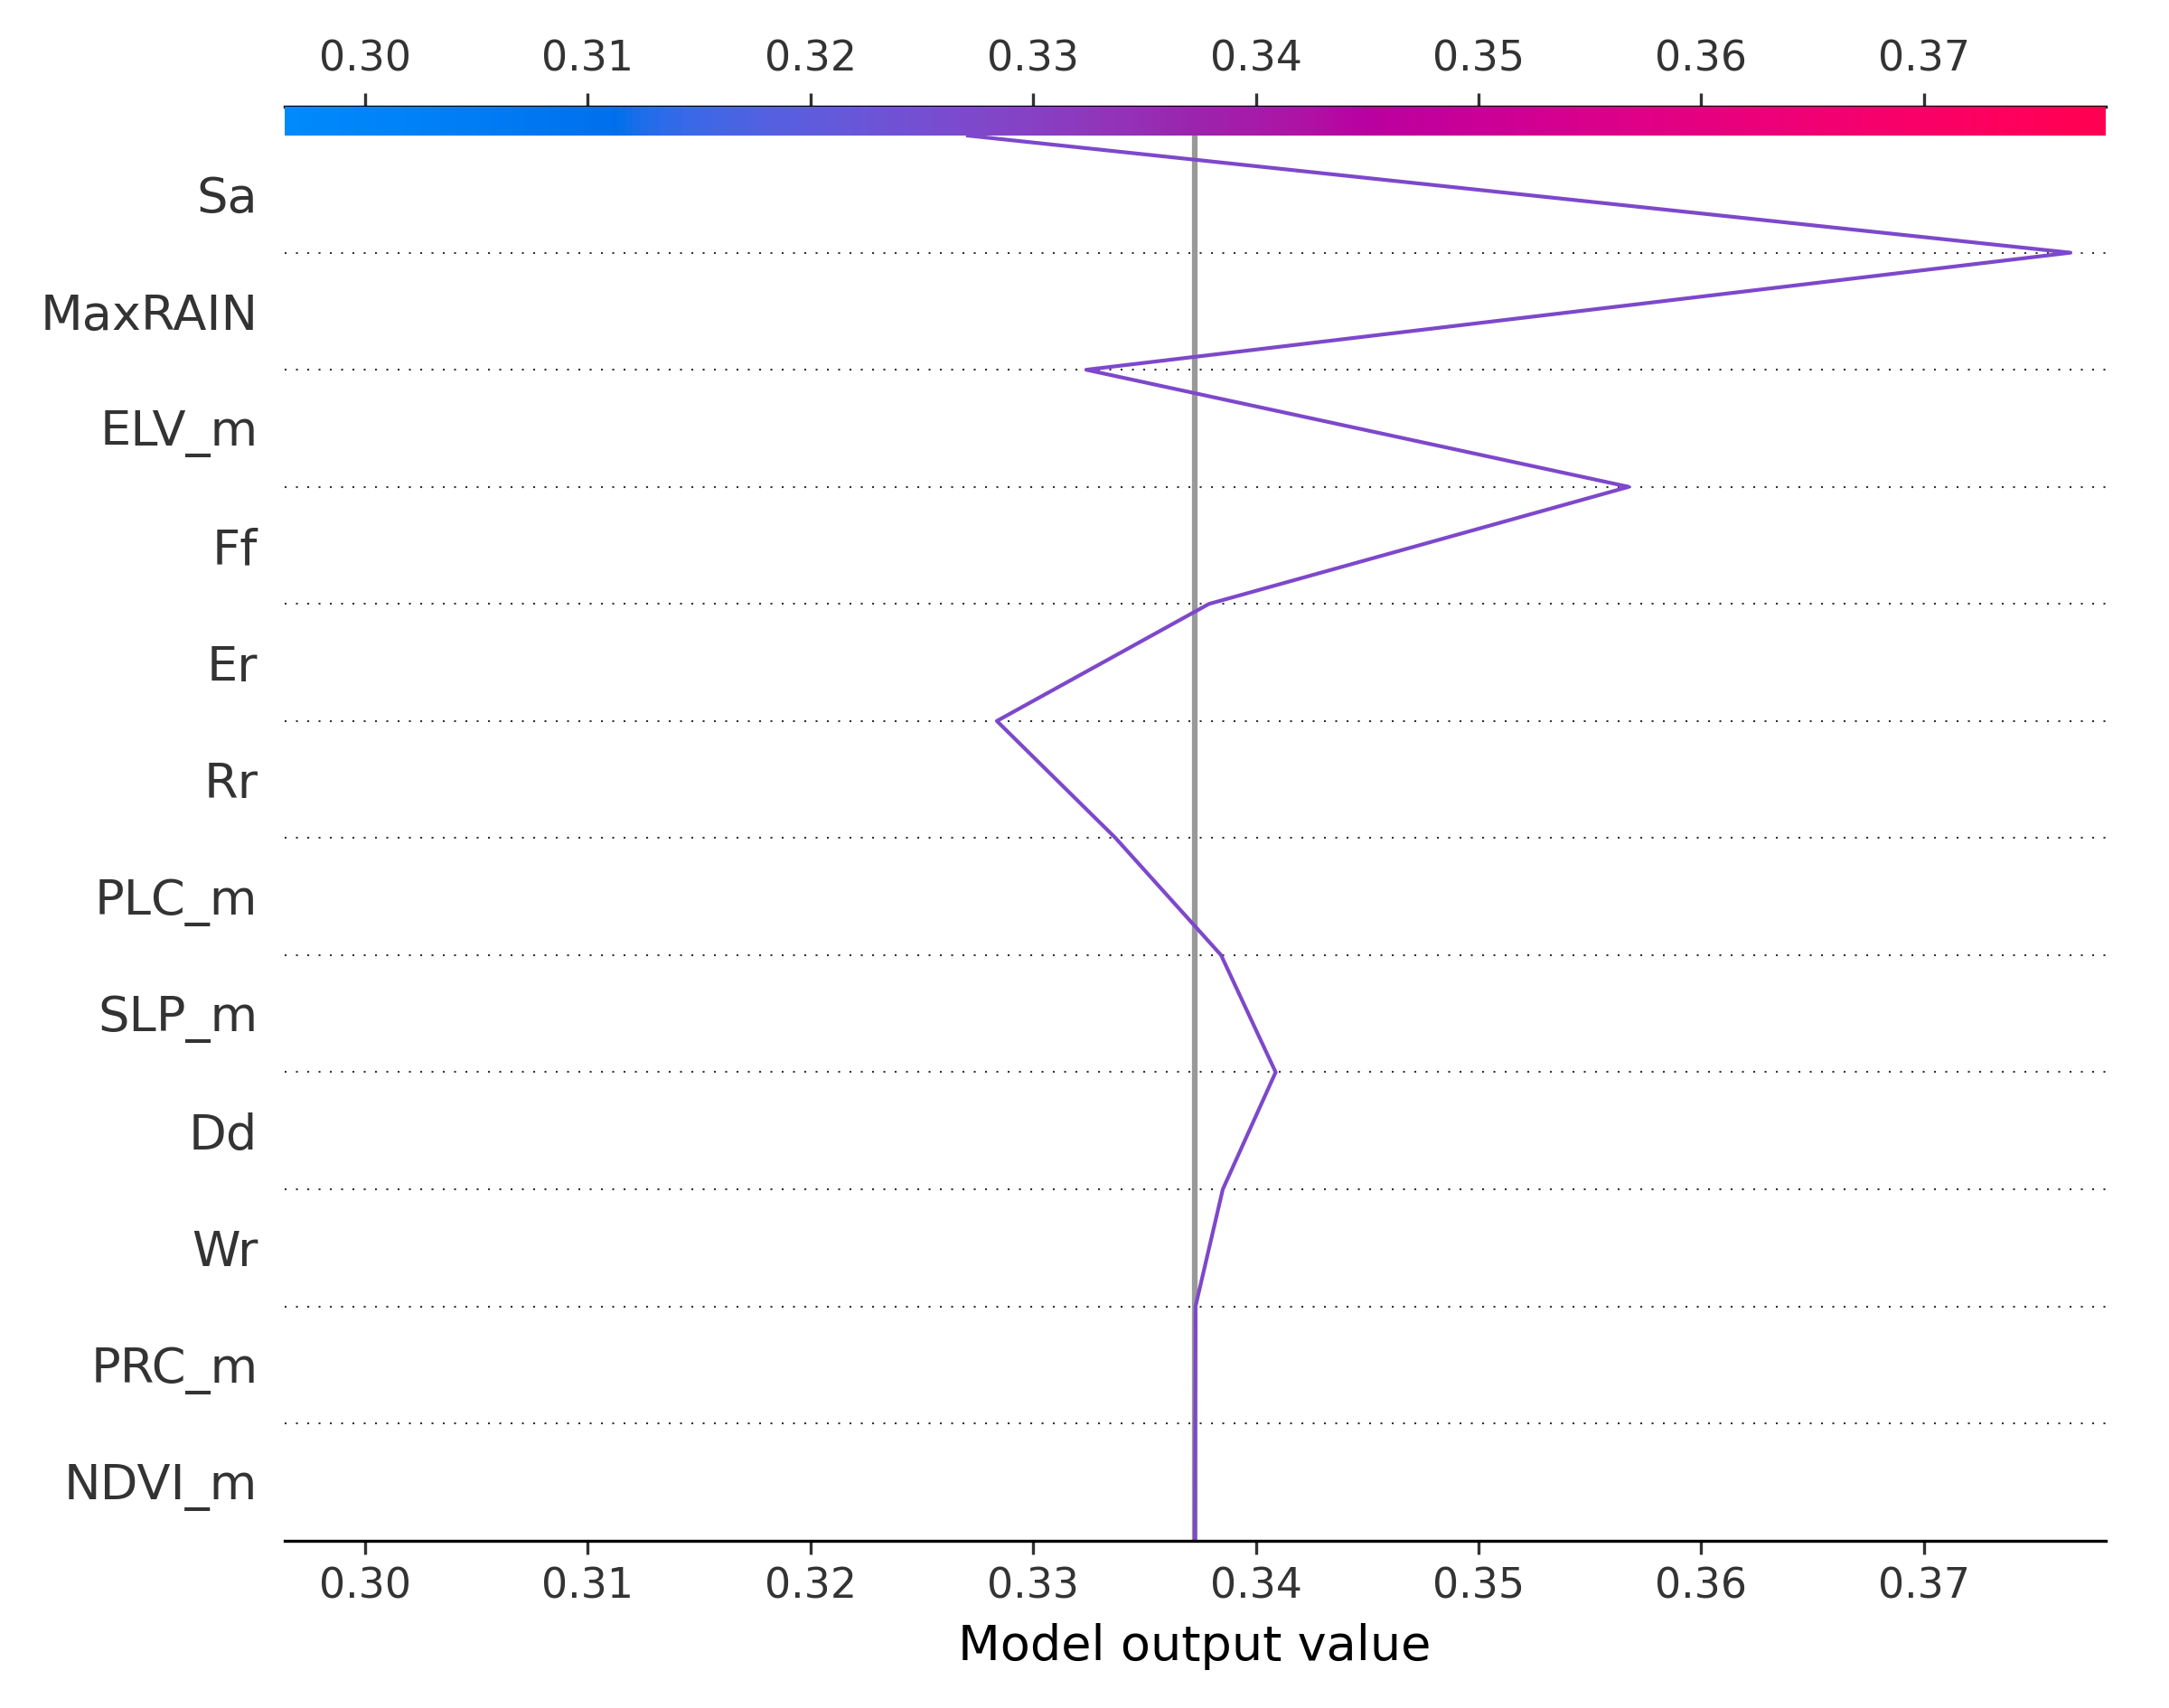 0.30 0.31 0.32 0.33 0.34 0.35 0.36 0.37
Sa
MaxRAIN
ELV_m
Ff
Er
Rr
PLC_m
SLP_m
Dd
Wr
PRC_m
NDVI_m
0.30 0.31 0.32 0.33 0.34 0.35 0.36 0.37
Model output value